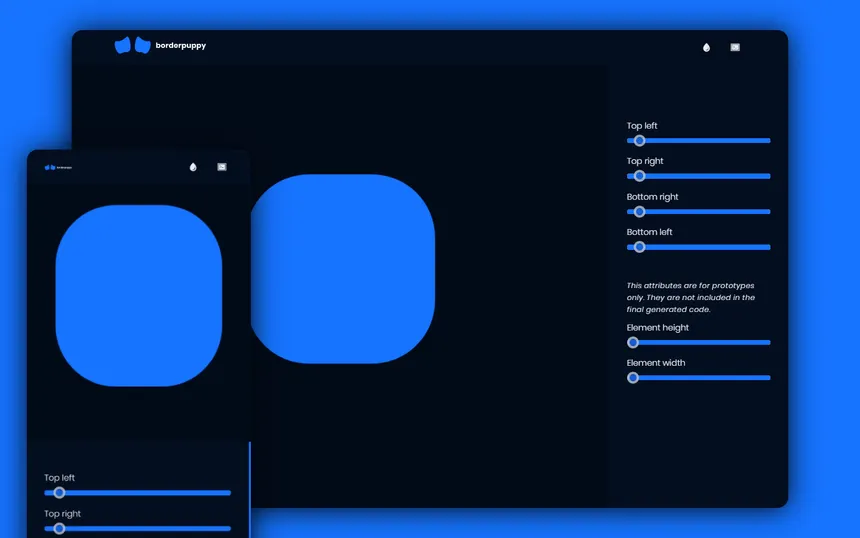 borderpuppy
Top left
Top right
Bottom right
Bottom left
This attributes are for prototypes
only. They are not included in the
final generated code.
Element height
Element width
Top left
Top right